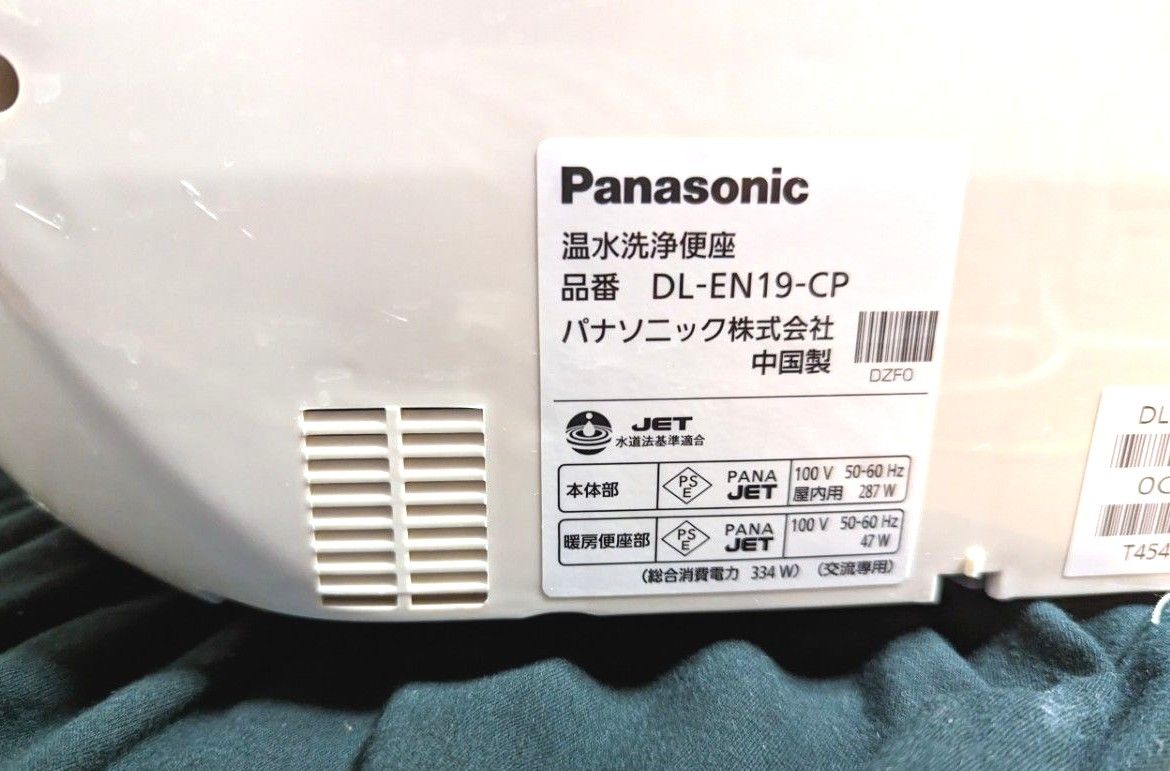 Panasonic
温水洗浄便座
品番 DL-EN19-CP
パナソニック株式会社
中国製
DZF0
JET
水道法基準適合
本体部 PSE PANA JET 100 V 50-60 Hz
屋内用 287 W
暖房便座部 PSE PANA JET 100 V 50-60 Hz
47 W
(総合消費電力 334 W) (交流専用)
DL
T454